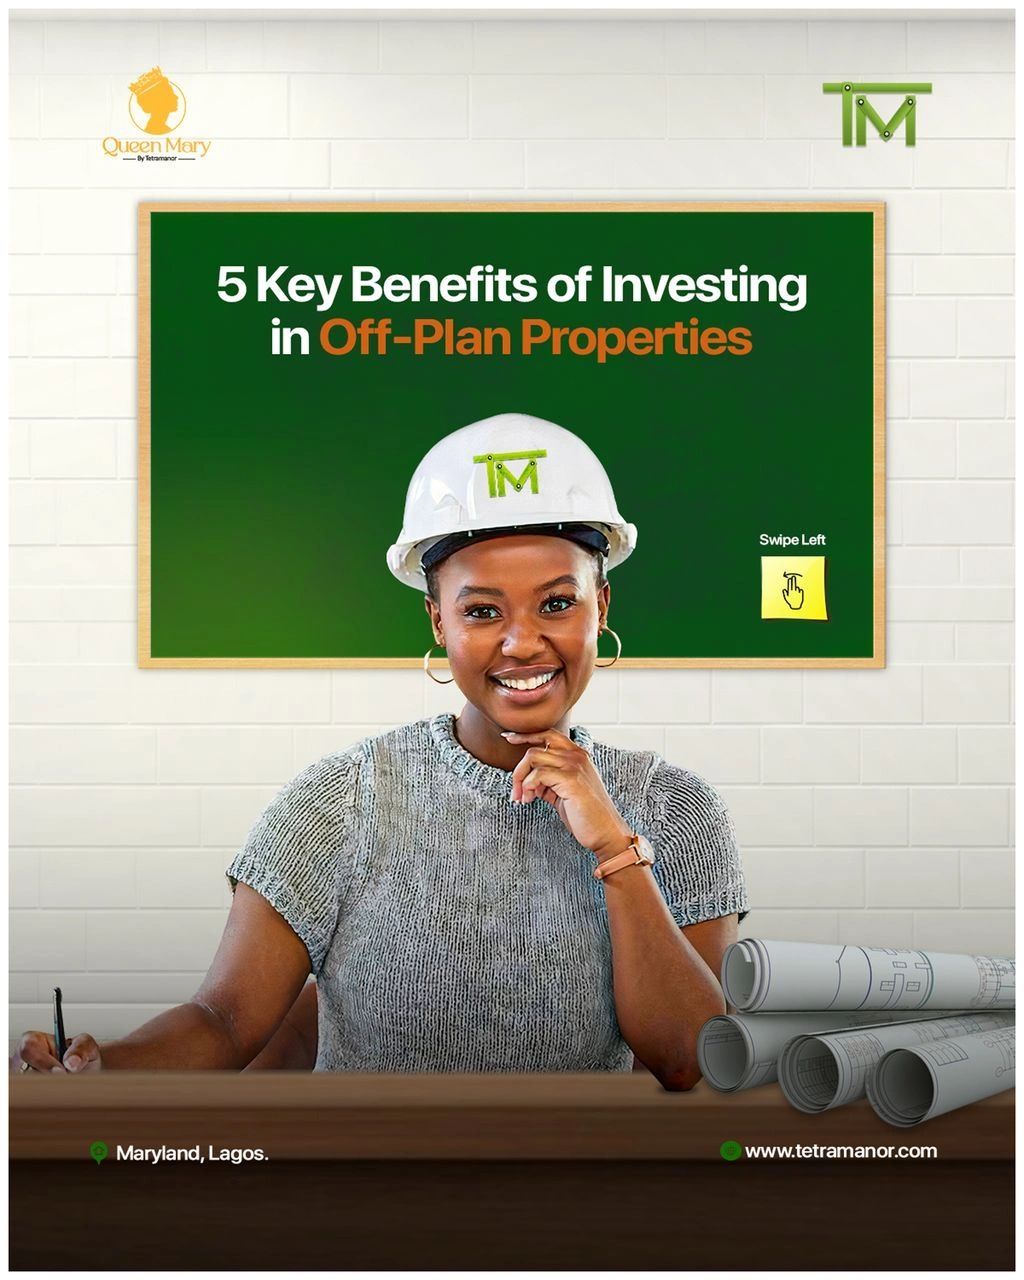 Queen Mary
By Tetramanor
TM
5 Key Benefits of Investing
in Off-Plan Properties
TM
Swipe Left
Maryland, Lagos.
www.tetramanor.com